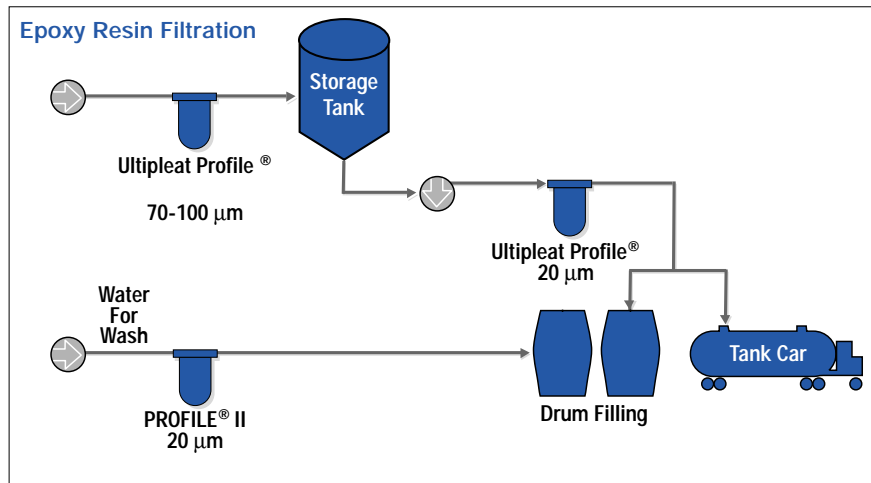 Epoxy Resin Filtration
Storage
Tank
Ultipleat Profile ®
70-100 μm
Ultipleat Profile®
20 μm
Water
For
Wash
PROFILE® II
20 μm
Drum Filling
Tank Car